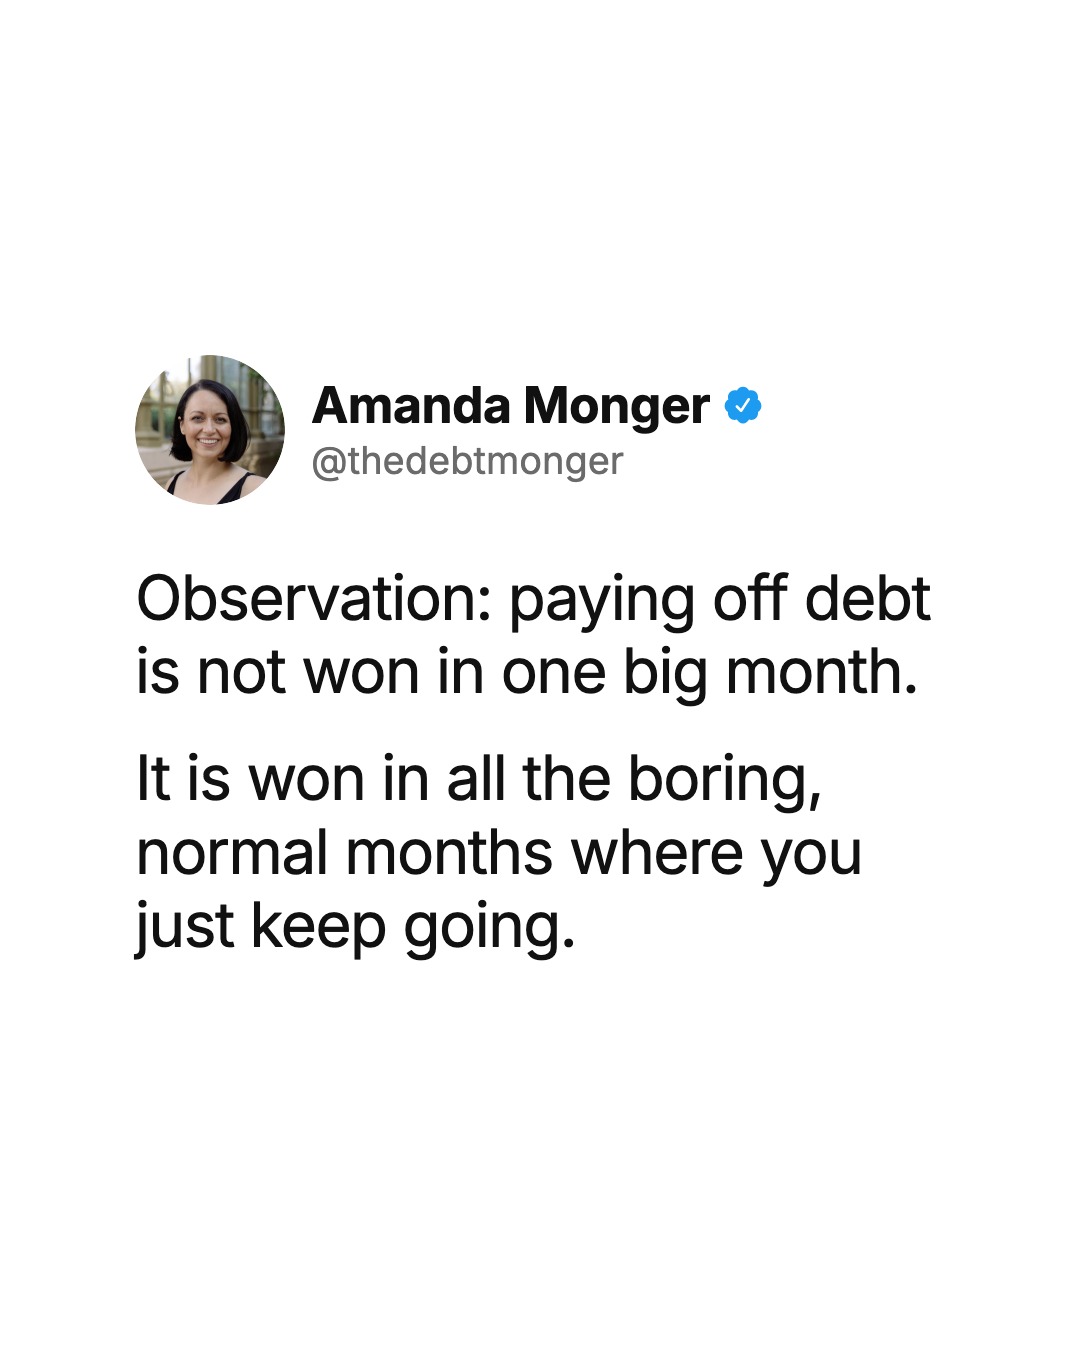 Amanda Monger
@thedebtmonger
Observation: paying off debt
is not won in one big month.
It is won in all the boring,
normal months where you
just keep going.